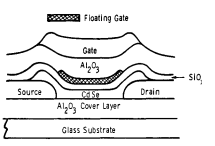 Floating Gate
Gate
Al2O3
SiO2
Source
CdSe
Drain
Al2O3 Cover Layer
Glass Substrate